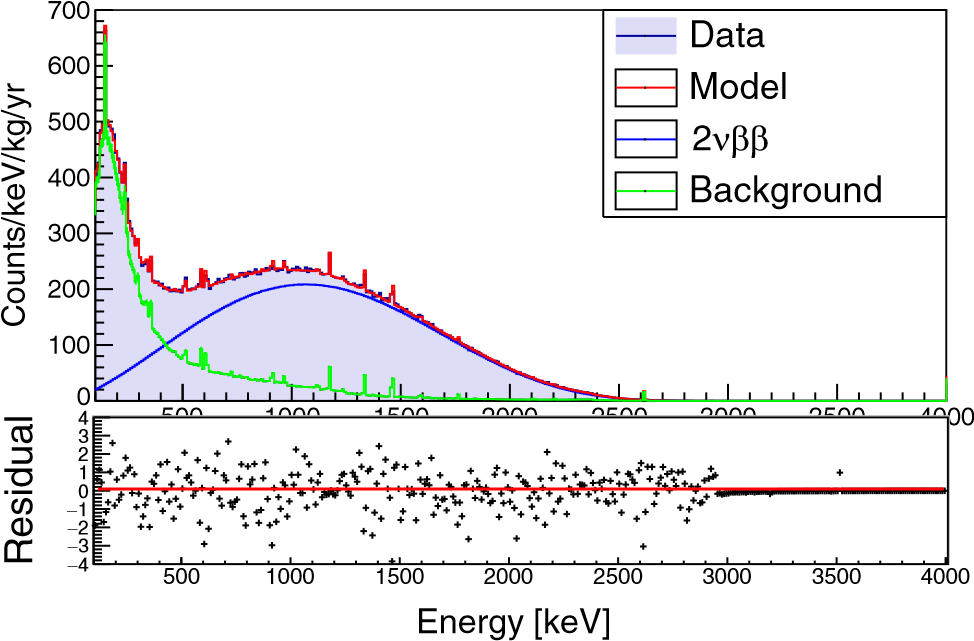 700
600
500
400
300
200
100
0
Counts/keV/kg/yr
Data
Model
2νββ
Background
500 1000 1500 2000 2500 3000 3500 4000
4
3
2
1
0
−1
−2
−3
−4
Residual
500 1000 1500 2000 2500 3000 3500 4000
Energy [keV]